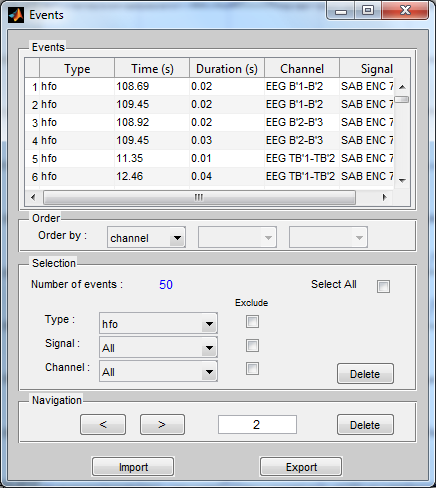 Events
Events
Type Time (s) Duration (s) Channel Signal
1 hfo 108.69 0.02 EEG B'1-B'2 SAB ENC 7
2 hfo 109.45 0.02 EEG B'1-B'2 SAB ENC 7
3 hfo 108.92 0.02 EEG B'2-B'3 SAB ENC 7
4 hfo 109.45 0.03 EEG B'2-B'3 SAB ENC 7
5 hfo 11.35 0.01 EEG TB'1-TB'2 SAB ENC 7
6 hfo 12.46 0.04 EEG TB'1-TB'2 SAB ENC 7
Order
Order by : channel
Selection
Number of events : 50 Select All
Exclude
Type : hfo
Signal : All
Channel : All
Delete
Navigation
< > 2 Delete
Import Export